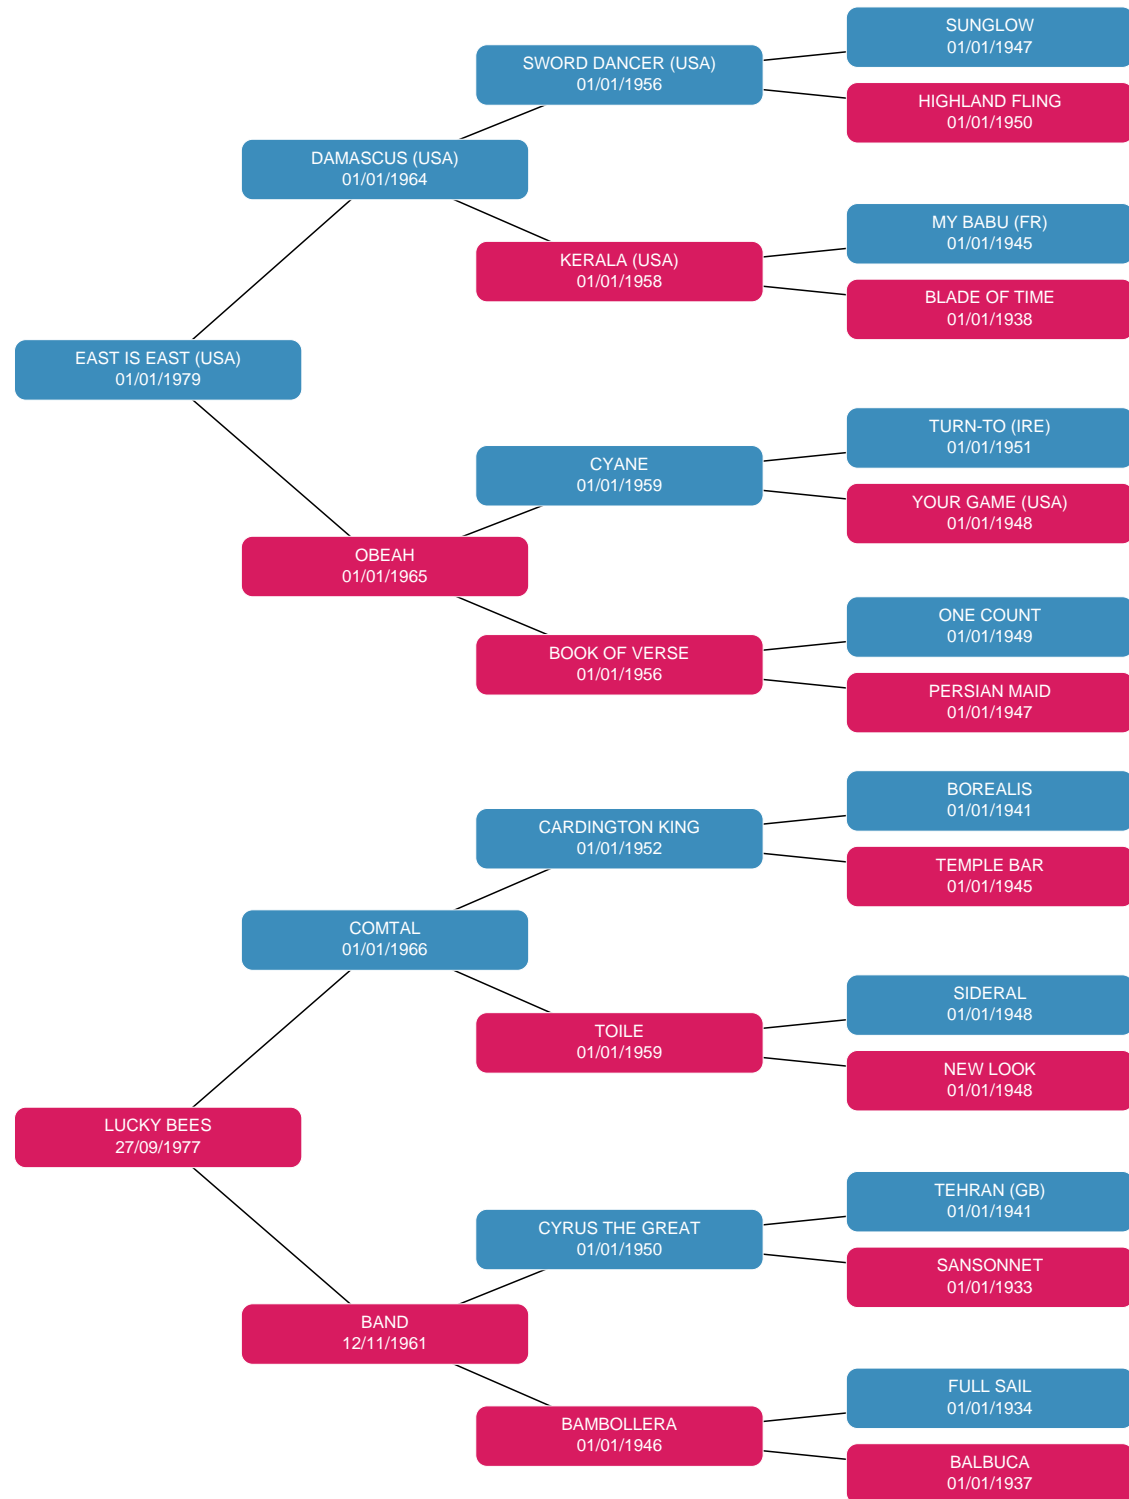 SUNGLOW
01/01/1947
SWORD DANCER (USA)
01/01/1956
HIGHLAND FLING
01/01/1950
DAMASCUS (USA)
01/01/1964
MY BABU (FR)
01/01/1945
KERALA (USA)
01/01/1958
BLADE OF TIME
01/01/1938
EAST IS EAST (USA)
01/01/1979
TURN-TO (IRE)
01/01/1951
CYANE
01/01/1959
YOUR GAME (USA)
01/01/1948
OBEAH
01/01/1965
ONE COUNT
01/01/1949
BOOK OF VERSE
01/01/1956
PERSIAN MAID
01/01/1947
BOREALIS
01/01/1941
CARDINGTON KING
01/01/1952
TEMPLE BAR
01/01/1945
COMTAL
01/01/1966
SIDERAL
01/01/1948
TOILE
01/01/1959
NEW LOOK
01/01/1948
LUCKY BEES
27/09/1977
TEHRAN (GB)
01/01/1941
CYRUS THE GREAT
01/01/1950
SANSONNET
01/01/1933
BAND
12/11/1961
FULL SAIL
01/01/1934
BAMBOLLERA
01/01/1946
BALBUCA
01/01/1937